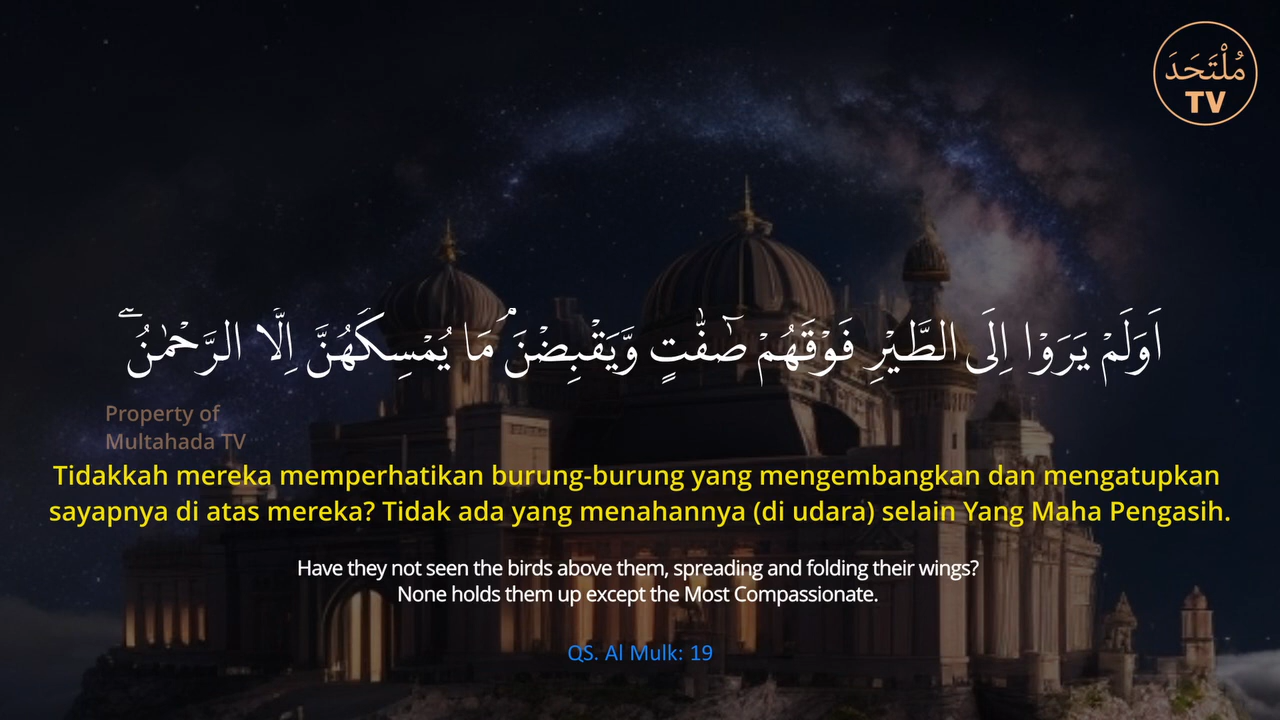 مُلْتَحَدَ
TV
اَوَلَمْ يَرَوْا اِلَى الطَّيْرِ فَوْقَهُمْ صٰۤفّٰتٍ وَّيَقْبِضْنَۘ مَا يُمْسِكُهُنَّ اِلَّا الرَّحْمٰنُۗ
Property of
Multahada TV
Tidakkah mereka memperhatikan burung-burung yang mengembangkan dan mengatupkan
sayapnya di atas mereka? Tidak ada yang menahannya (di udara) selain Yang Maha Pengasih.
Have they not seen the birds above them, spreading and folding their wings?
None holds them up except the Most Compassionate.
QS. Al Mulk: 19